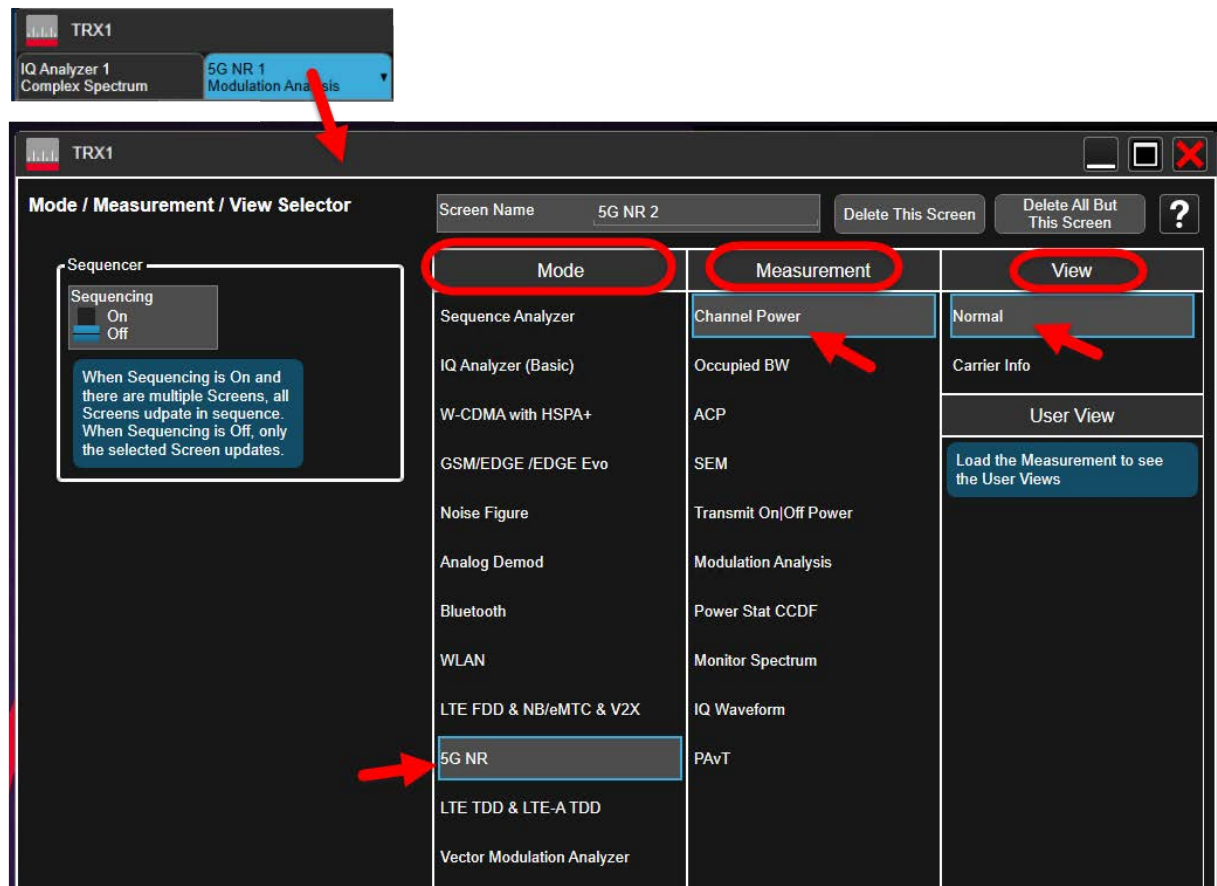 TRX1
IQ Analyzer 1
Complex Spectrum
5G NR 1
Modulation Analysis
TRX1
Mode / Measurement / View Selector
Screen Name
5G NR 2
Delete This Screen
Delete All But
This Screen
?
Sequencer
Sequencing
On
Off
When Sequencing is On and
there are multiple Screens, all
Screens udpate in sequence.
When Sequencing is Off, only
the selected Screen updates.
Mode
Sequence Analyzer
IQ Analyzer (Basic)
W-CDMA with HSPA+
GSM/EDGE /EDGE Evo
Noise Figure
Analog Demod
Bluetooth
WLAN
LTE FDD & NB/eMTC & V2X
5G NR
LTE TDD & LTE-A TDD
Vector Modulation Analyzer
Measurement
Channel Power
Occupied BW
ACP
SEM
Transmit On|Off Power
Modulation Analysis
Power Stat CCDF
Monitor Spectrum
IQ Waveform
PAvT
View
Normal
Carrier Info
User View
Load the Measurement to see
the User Views